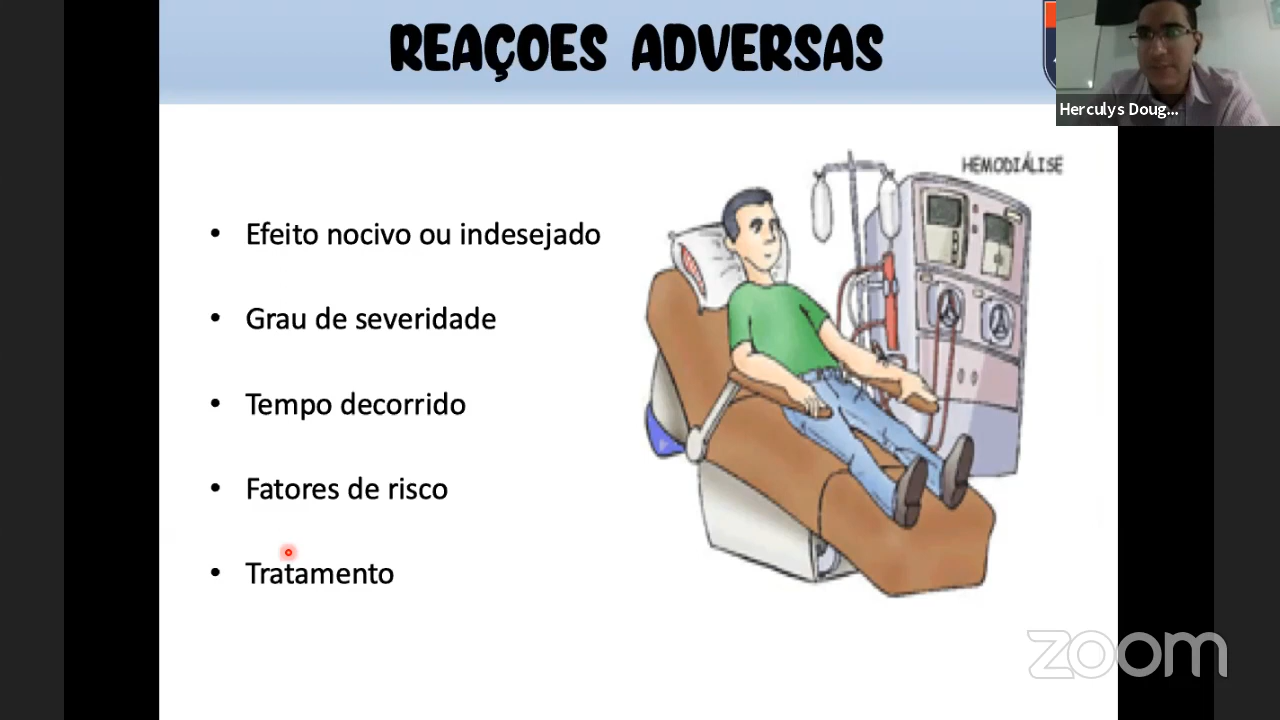 REAÇOES ADVERSAS
Herculys Doug...
HEMODIÁLISE
• Efeito nocivo ou indesejado
• Grau de severidade
• Tempo decorrido
• Fatores de risco
• Tratamento
zoom